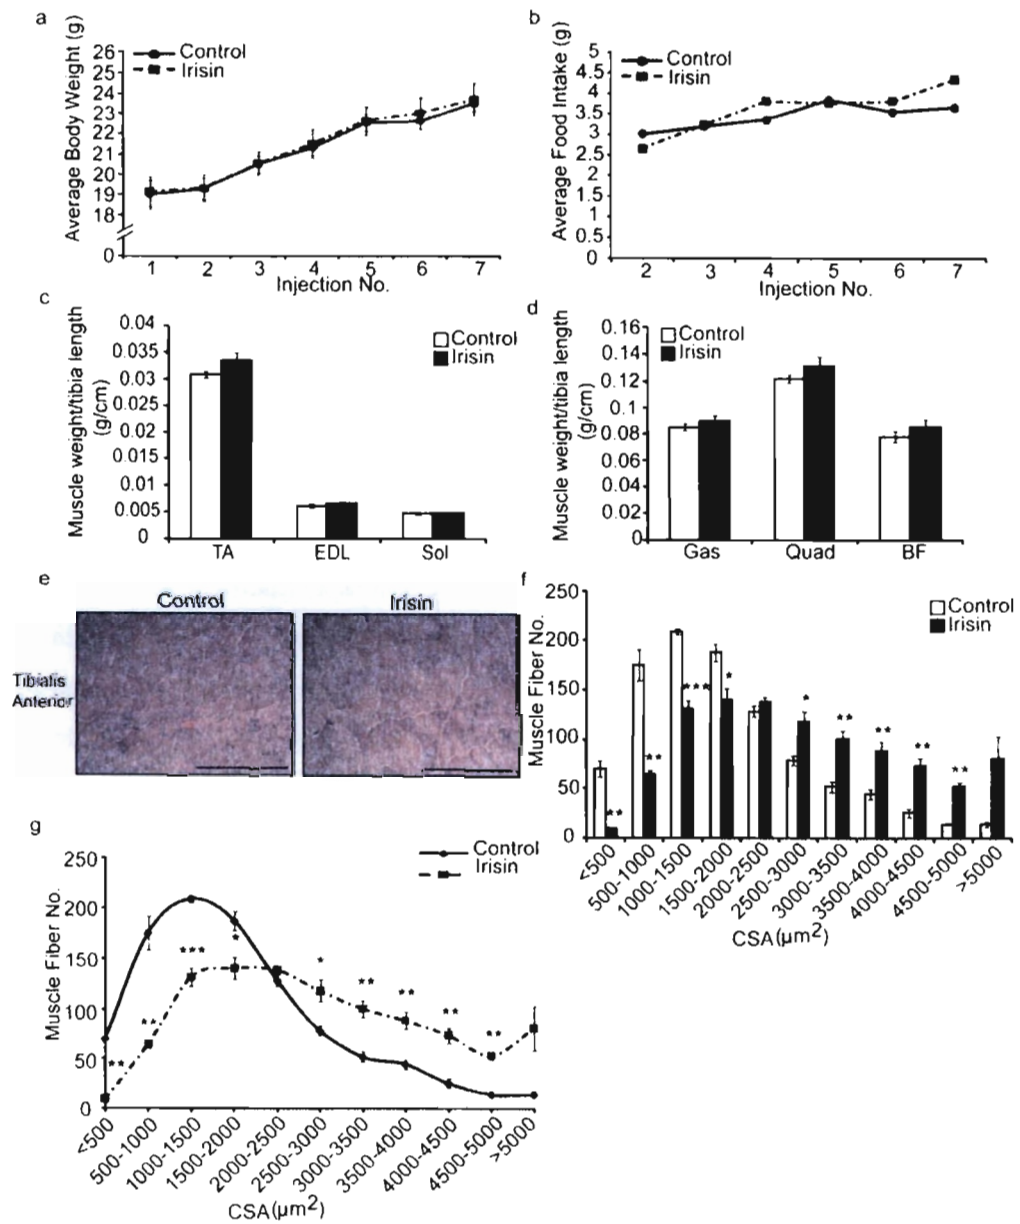 a
Average Body Weight (g)
26
25
24
23
22
21
20
19
18
0
Control
Irisin
1 2 3 4 5 6 7
Injection No.
b
Average Food Intake (g)
5
4.5
4
3.5
3
2.5
2
1.5
1
0.5
0
Control
Irisin
2 3 4 5 6 7
Injection No.
c
Muscle weight/tibia length
(g/cm)
0.04
0.035
0.03
0.025
0.02
0.015
0.01
0.005
0
Control
Irisin
TA EDL Sol
d
Muscle weight/tibia length
(g/cm)
0.16
0.14
0.12
0.1
0.08
0.06
0.04
0.02
0
Control
Irisin
Gas Quad BF
e
Control Irisin
Tibialis
Anterior
f
Muscle Fiber No.
250
200
150
100
50
0
Control
Irisin
** ** *** * * ** ** ** **
<500 500-1000 1000-1500 1500-2000 2000-2500 2500-3000 3000-3500 3500-4000 4000-4500 4500-5000 >5000
CSA(µm²)
g
Muscle Fiber No.
250
200
150
100
50
0
Control
Irisin
** ** *** * * ** ** ** **
<500 500-1000 1000-1500 1500-2000 2000-2500 2500-3000 3000-3500 3500-4000 4000-4500 4500-5000 >5000
CSA(µm²)